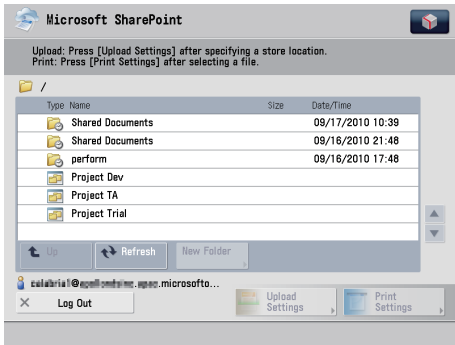 Microsoft SharePoint
Upload: Press [Upload Settings] after specifying a store location.
Print: Press [Print Settings] after selecting a file.
/
Type Name Size Date/Time
Shared Documents 09/17/2010 10:39
Shared Documents 09/16/2010 21:48
perform 09/16/2010 17:48
Project Dev
Project TA
Project Trial
Up Refresh New Folder
.microsofto...
Log Out
Upload Settings
Print Settings